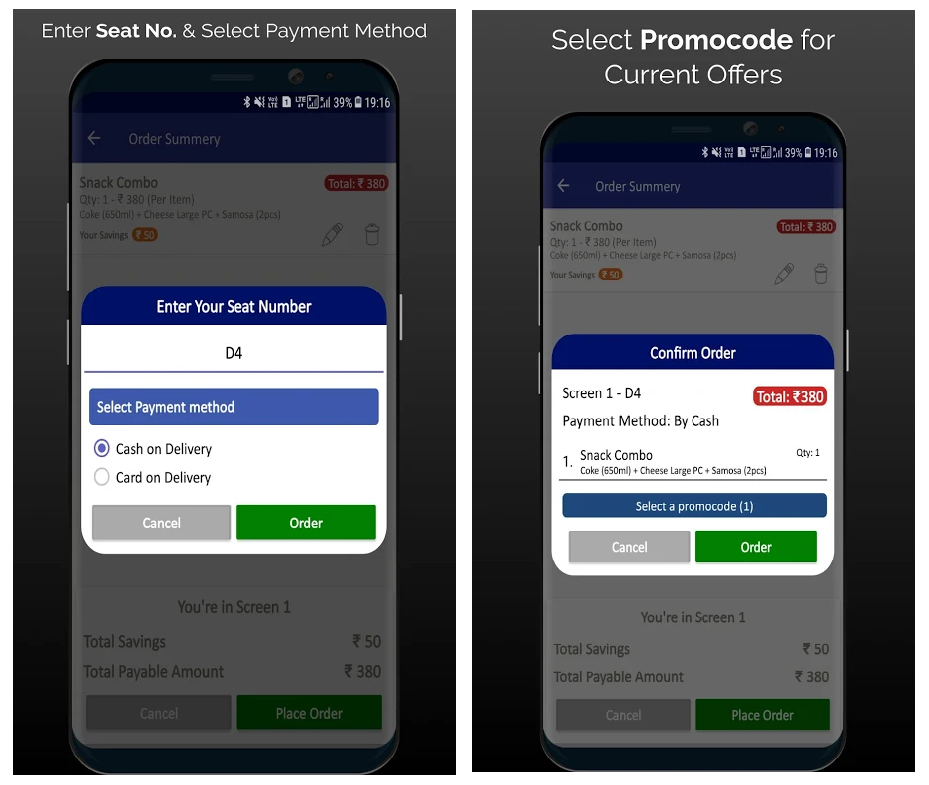 Enter Seat No. & Select Payment Method
39% 19:16
Order Summery
Snack Combo
Total: ₹ 380
Qty: 1 - ₹ 380 (Per Item)
Coke (650ml) + Cheese Large PC + Samosa (2pcs)
Your Savings ₹ 50
Enter Your Seat Number
D4
Select Payment method
Cash on Delivery
Card on Delivery
Cancel Order
You're in Screen 1
Total Savings ₹ 50
Total Payable Amount ₹ 380
Cancel Place Order
Select Promocode for
Current Offers
39% 19:16
Order Summery
Snack Combo
Total: ₹ 380
Qty: 1 - ₹ 380 (Per Item)
Coke (650ml) + Cheese Large PC + Samosa (2pcs)
Your Savings ₹ 50
Confirm Order
Screen 1 - D4
Total: ₹380
Payment Method: By Cash
1. Snack Combo Qty: 1
Coke (650ml) + Cheese Large PC + Samosa (2pcs)
Select a promocode (1)
Cancel Order
You're in Screen 1
Total Savings ₹ 50
Total Payable Amount ₹ 380
Cancel Place Order